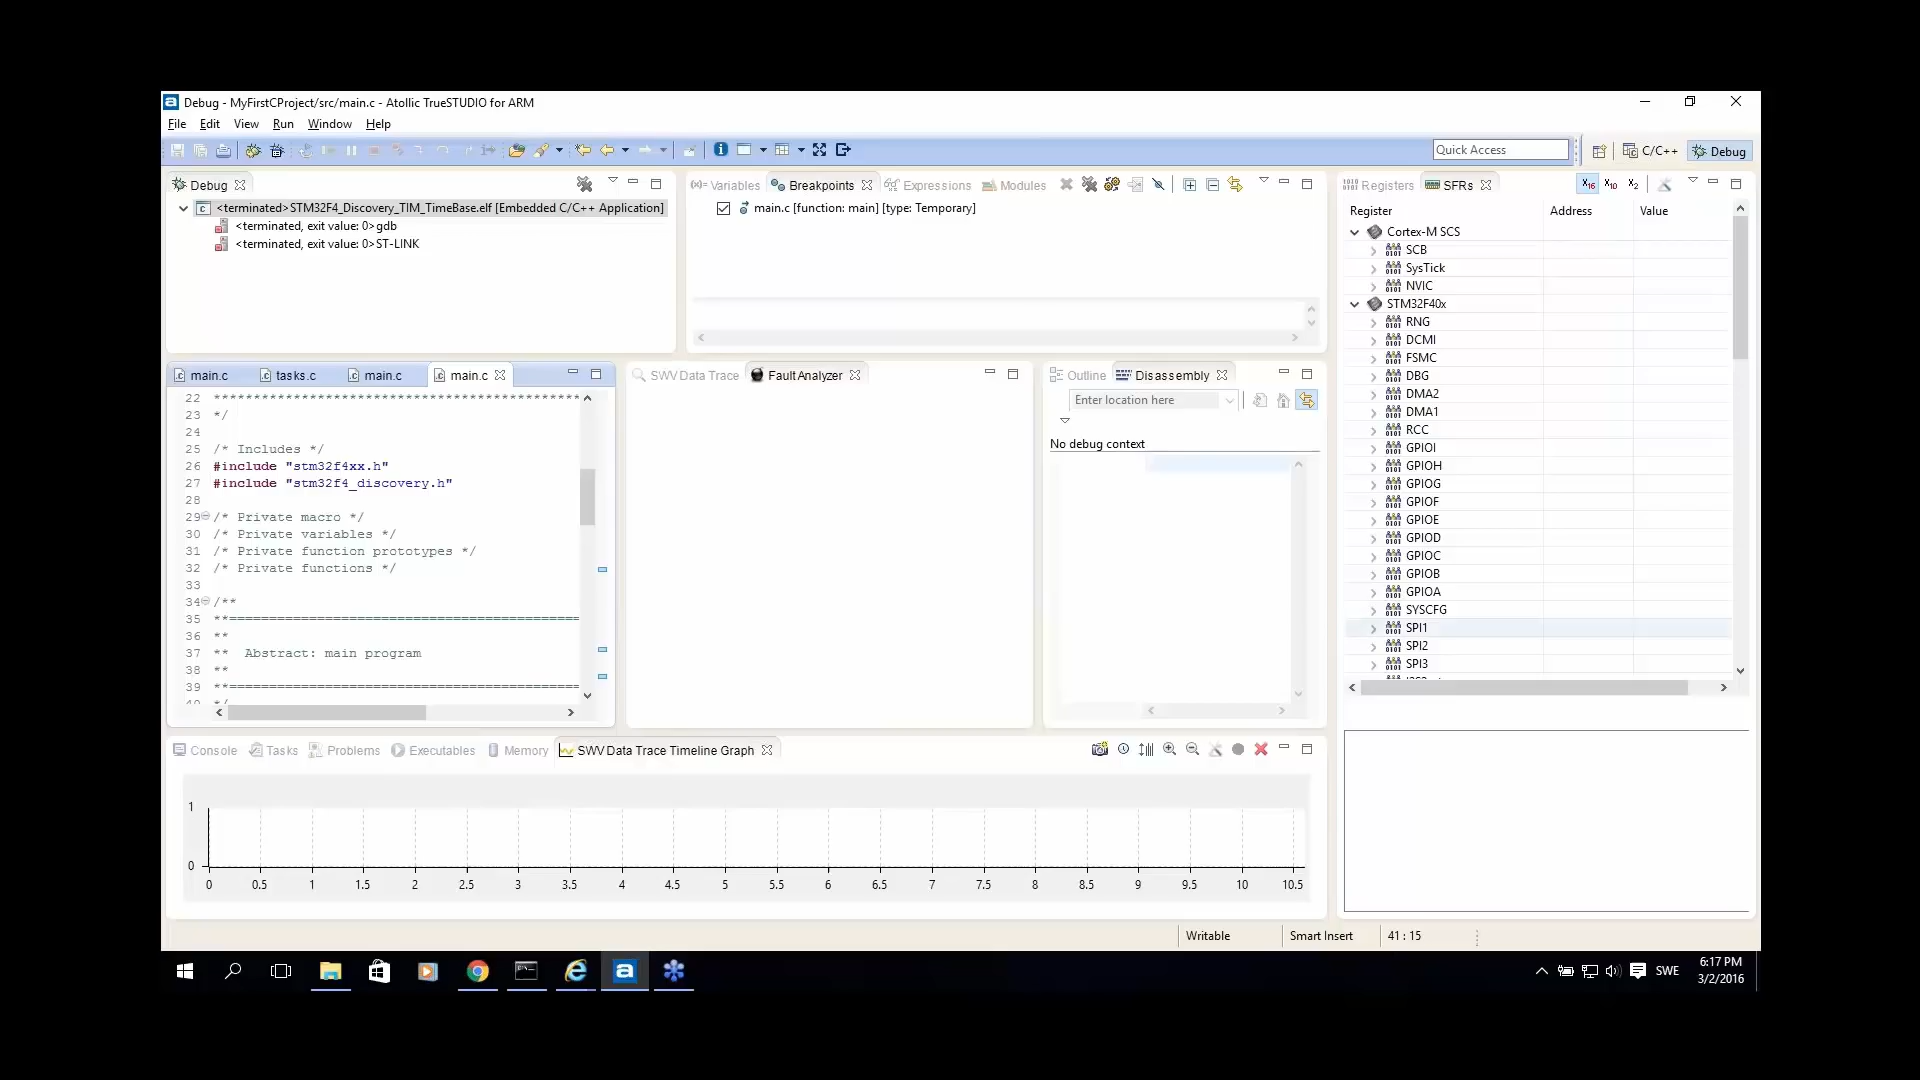 Debug - MyFirstCProject/src/main.c - Atollic TrueSTUDIO for ARM
File Edit View Run Window Help
Quick Access
C/C++
Debug
Debug
<terminated>STM32F4_Discovery_TIM_TimeBase.elf [Embedded C/C++ Application]
<terminated, exit value: 0>gdb
<terminated, exit value: 0>ST-LINK
(x)= Variables Breakpoints Expressions Modules
main.c [function: main] [type: Temporary]
Registers SFRs
X16 X10 X2
Register Address Value
Cortex-M SCS
SCB
SysTick
NVIC
STM32F40x
RNG
DCMI
FSMC
DBG
DMA2
DMA1
RCC
GPIOI
GPIOH
GPIOG
GPIOF
GPIOE
GPIOD
GPIOC
GPIOB
GPIOA
SYSCFG
SPI1
SPI2
SPI3
main.c tasks.c main.c main.c
22 **********************************************
23 */
24
25 /* Includes */
26 #include "stm32f4xx.h"
27 #include "stm32f4_discovery.h"
28
29 /* Private macro */
30 /* Private variables */
31 /* Private function prototypes */
32 /* Private functions */
33
34 /**
35 **============================================
36 **
37 ** Abstract: main program
38 **
39 **============================================
40 */
SWV Data Trace Fault Analyzer
Outline Disassembly
Enter location here
No debug context
Console Tasks Problems Executables Memory SWV Data Trace Timeline Graph
1
0
0 0.5 1 1.5 2 2.5 3 3.5 4 4.5 5 5.5 6 6.5 7 7.5 8 8.5 9 9.5 10 10.5
Writable Smart Insert 41 : 15
SWE
6:17 PM
3/2/2016